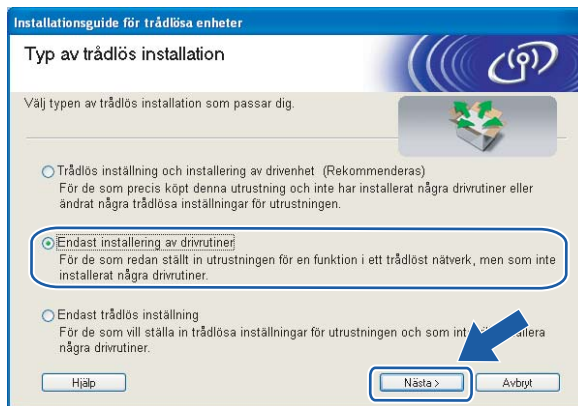 Installationsguide för trådlösa enheter
Typ av trådlös installation
Välj typen av trådlös installation som passar dig.
Trådlös inställning och installering av drivenhet (Rekommenderas)
För de som precis köpt denna utrustning och inte har installerat några drivrutiner eller
ändrat några trådlösa inställningar för utrustningen.
Endast installering av drivrutiner
För de som redan ställt in utrustningen för en funktion i ett trådlöst nätverk, men som inte
installerat några drivrutiner.
Endast trådlös inställning
För de som vill ställa in trådlösa inställningar för utrustningen och som
några drivrutiner.
Hjälp
Nästa >
Avbryt